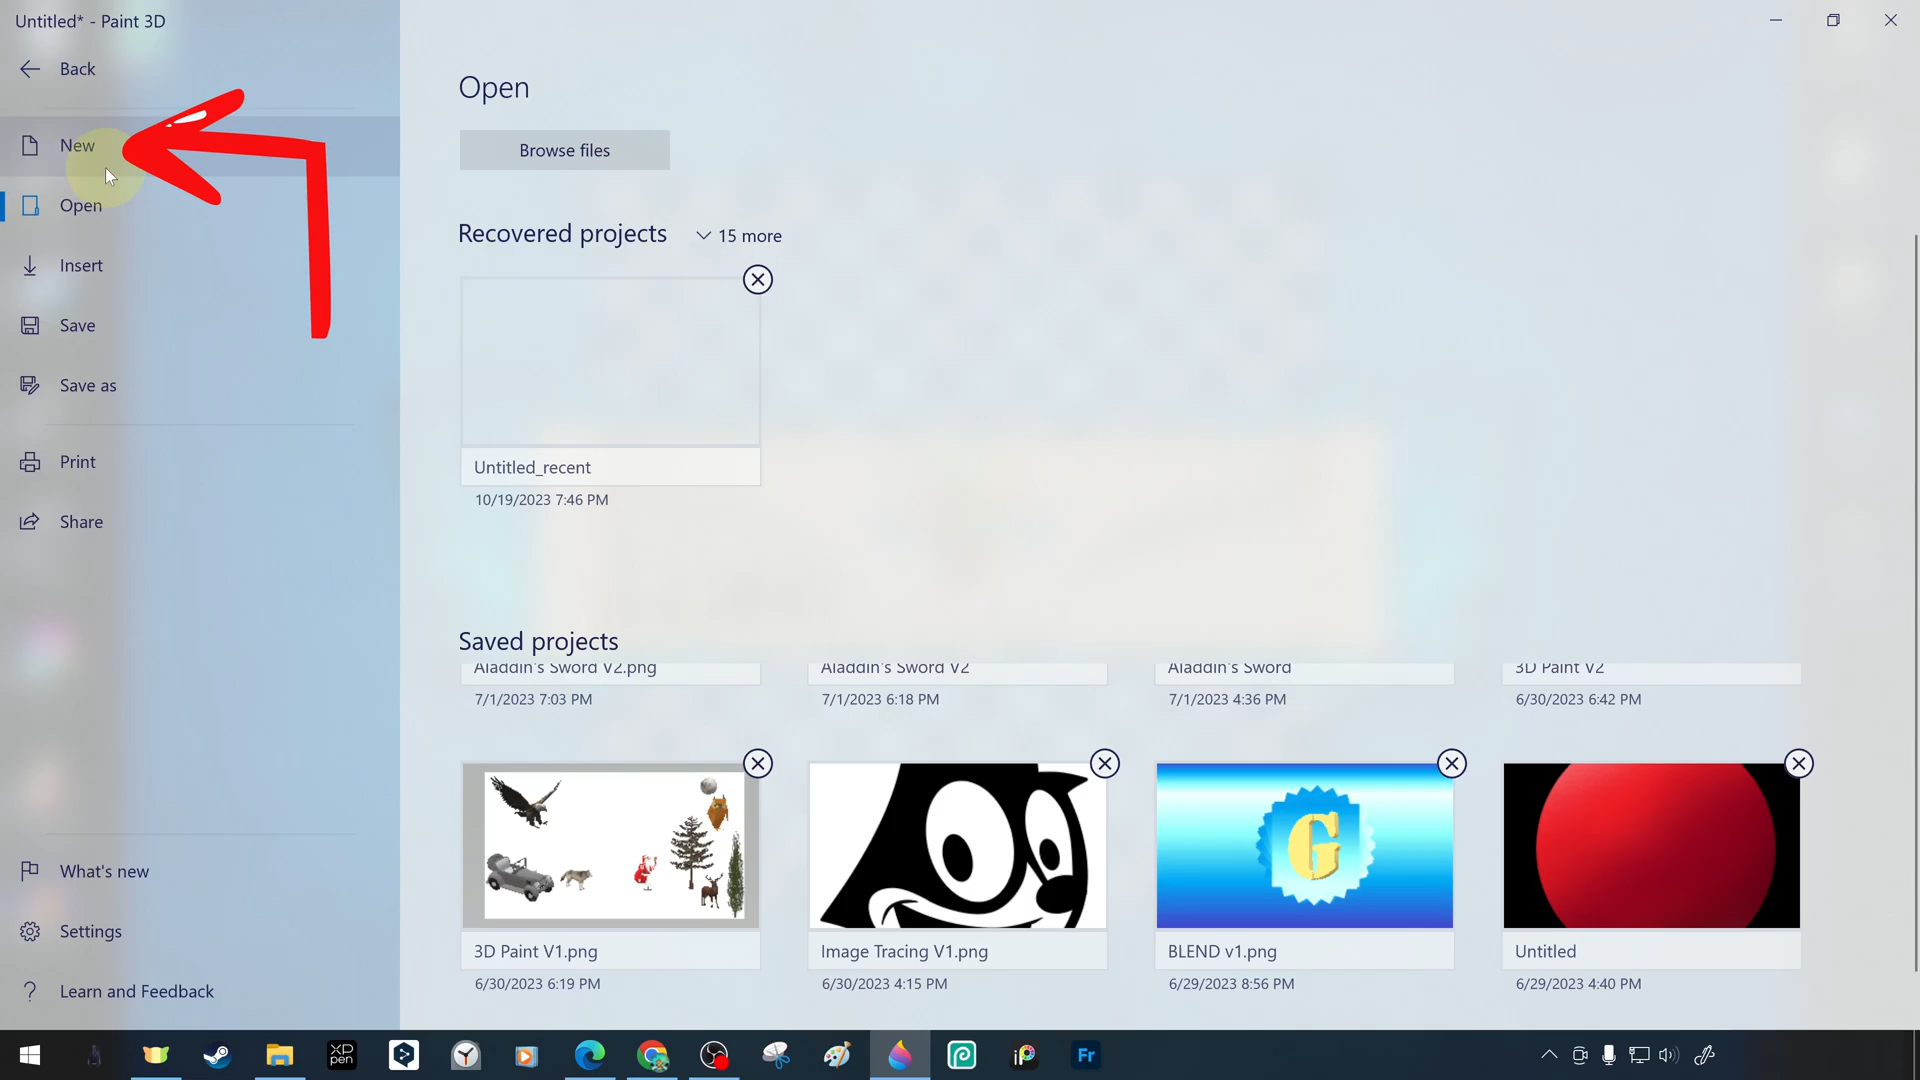 Untitled* - Paint 3D
Back
New
Open
Insert
Save
Save as
Print
Share
What's new
Settings
? Learn and Feedback
Open
Browse files
Recovered projects 15 more
Untitled_recent
10/19/2023 7:46 PM
Saved projects
Aladdin's Sword V2.png Aladdin's Sword V2 Aladdin's Sword 3D Paint V2
7/1/2023 7:03 PM 7/1/2023 6:18 PM 7/1/2023 4:36 PM 6/30/2023 6:42 PM
G
3D Paint V1.png Image Tracing V1.png BLEND v1.png Untitled
6/30/2023 6:19 PM 6/30/2023 4:15 PM 6/29/2023 8:56 PM 6/29/2023 4:40 PM
XP
pen
iP
Fr